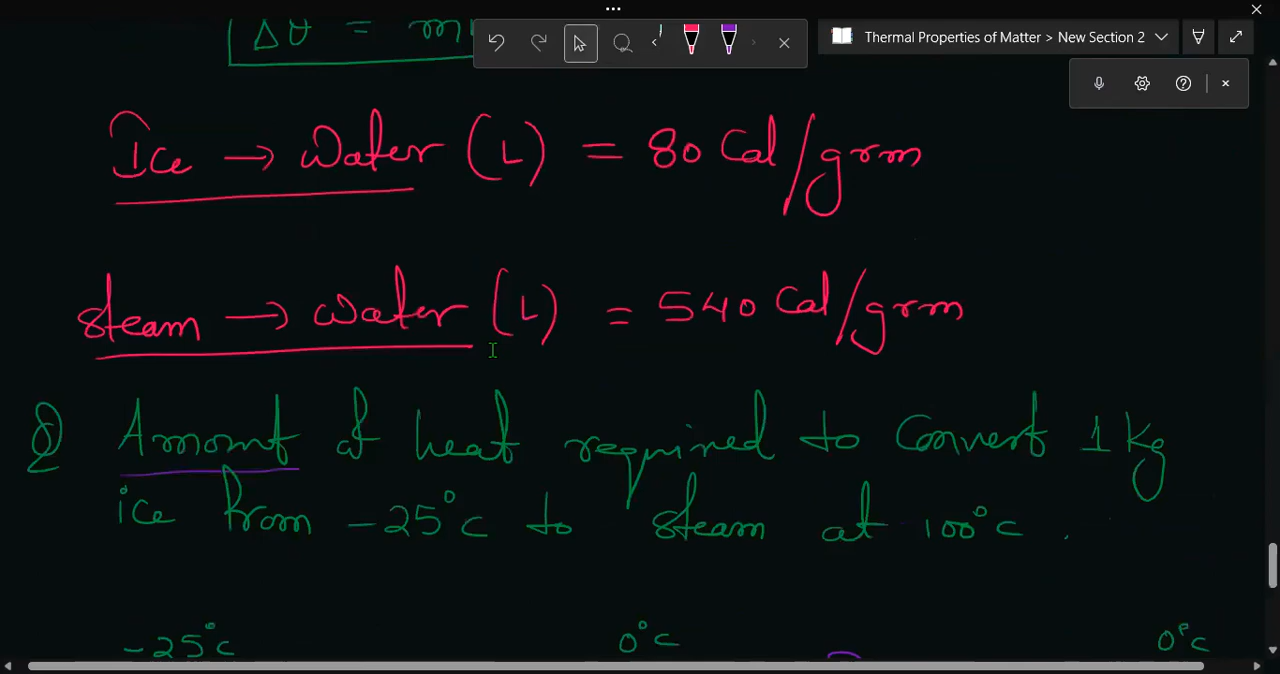 ΔQ = m
Thermal Properties of Matter > New Section 2
Ice → Water (L) = 80 Cal/grm
Steam → Water (L) = 540 Cal/grm
Q Amount of heat required to Convert 1 Kg
ice from -25°C to steam at 100°C.
-25°C 0°C 0°C